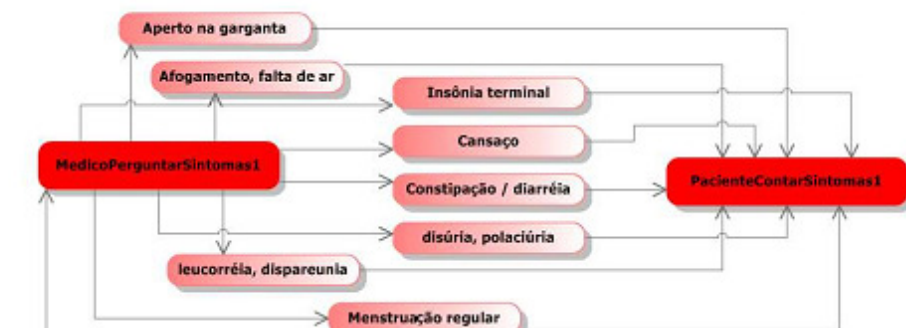 Aperto na garganta
Afogamento, falta de ar
Insônia terminal
Cansaço
MedicoPerguntarSintomas1
PacienteContarSintomas1
Constipação / diarréia
disúria, polaciúria
leucorréia, dispareunia
Menstruação regular